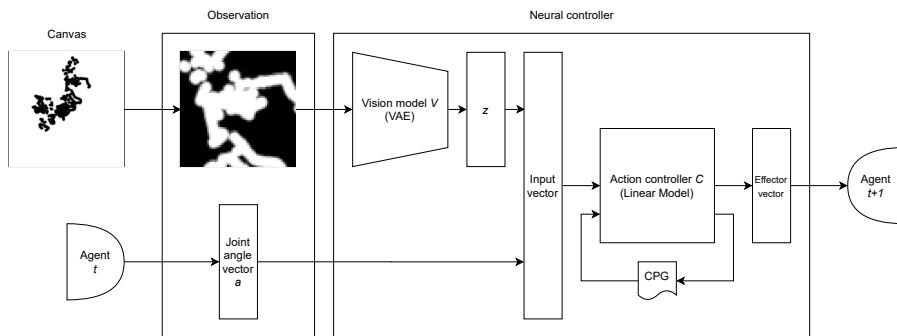 Canvas
Observation
Neural controller
Vision model V
(VAE)
z
Input
vector
Action controller C
(Linear Model)
Effector
vector
Agent
t+1
Agent
t
Joint
angle
vector
a
CPG